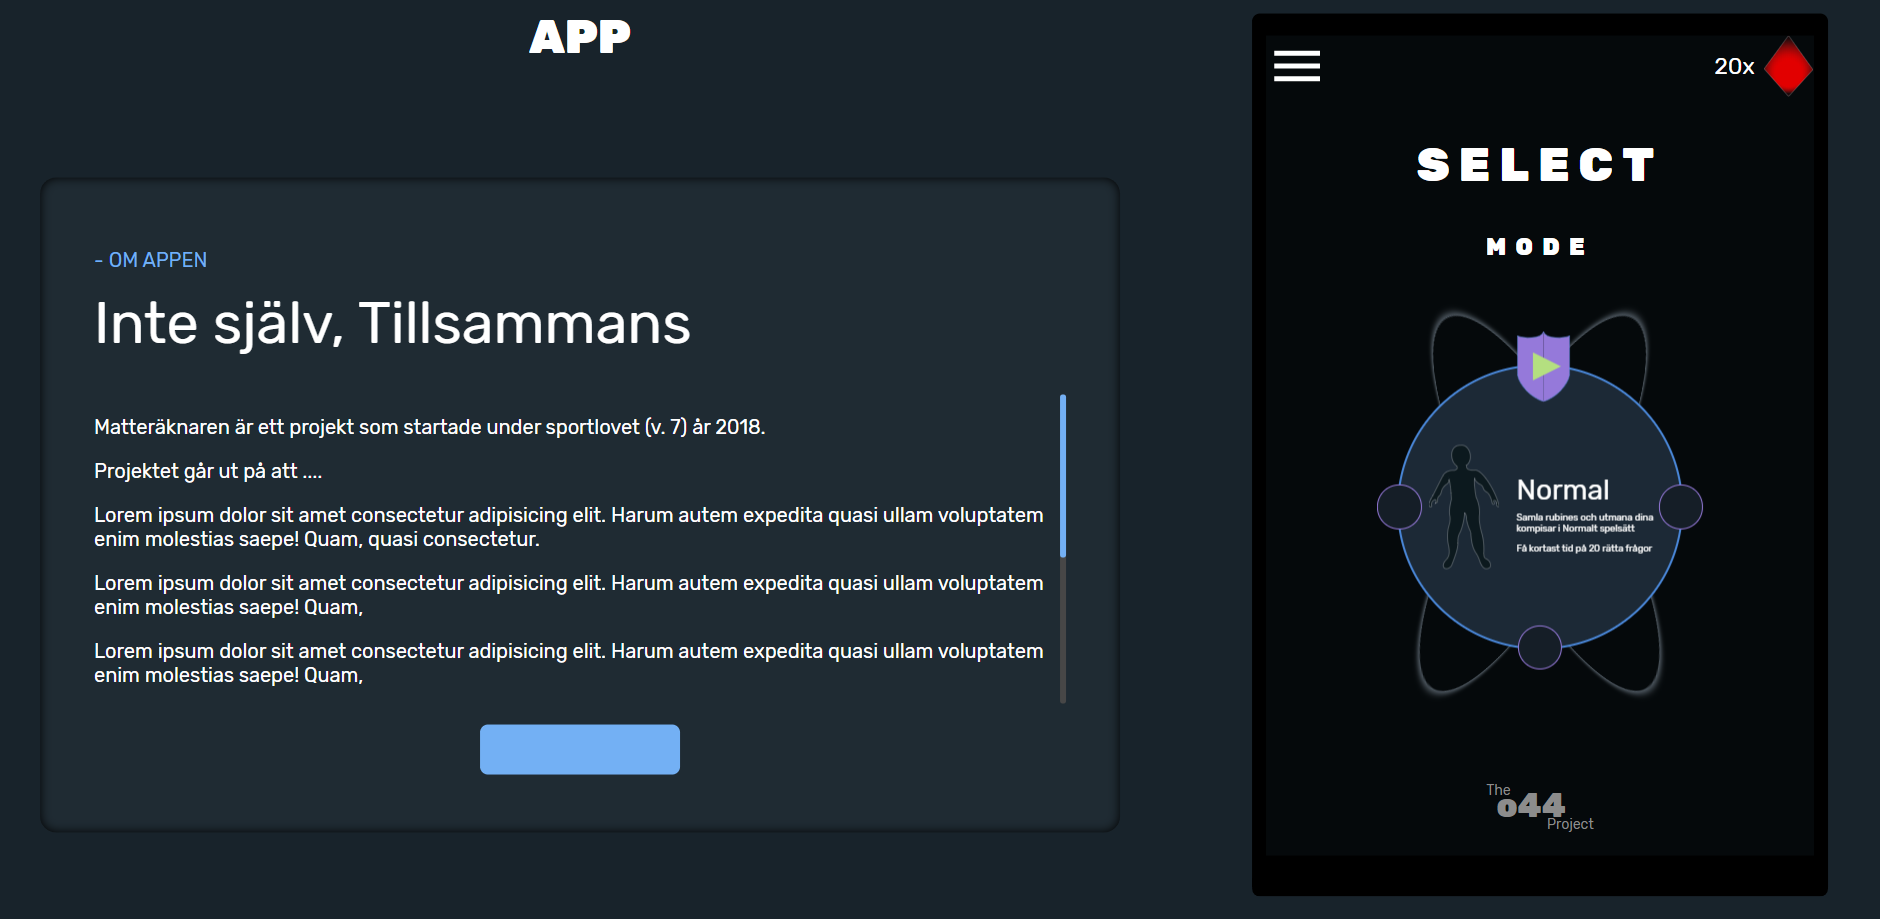 APP
- OM APPEN
Inte själv, Tillsammans
Matteräknaren är ett projekt som startade under sportlovet (v. 7) år 2018.
Projektet går ut på att ....
Lorem ipsum dolor sit amet consectetur adipisicing elit. Harum autem expedita quasi ullam voluptatem
enim molestias saepe! Quam, quasi consectetur.
Lorem ipsum dolor sit amet consectetur adipisicing elit. Harum autem expedita quasi ullam voluptatem
enim molestias saepe! Quam,
Lorem ipsum dolor sit amet consectetur adipisicing elit. Harum autem expedita quasi ullam voluptatem
enim molestias saepe! Quam,
20x
SELECT
MODE
Normal
Samla rubines och utmana dina
kompisar i Normalt spelsätt
Få kortast tid på 20 rätta frågor
The
o44
Project